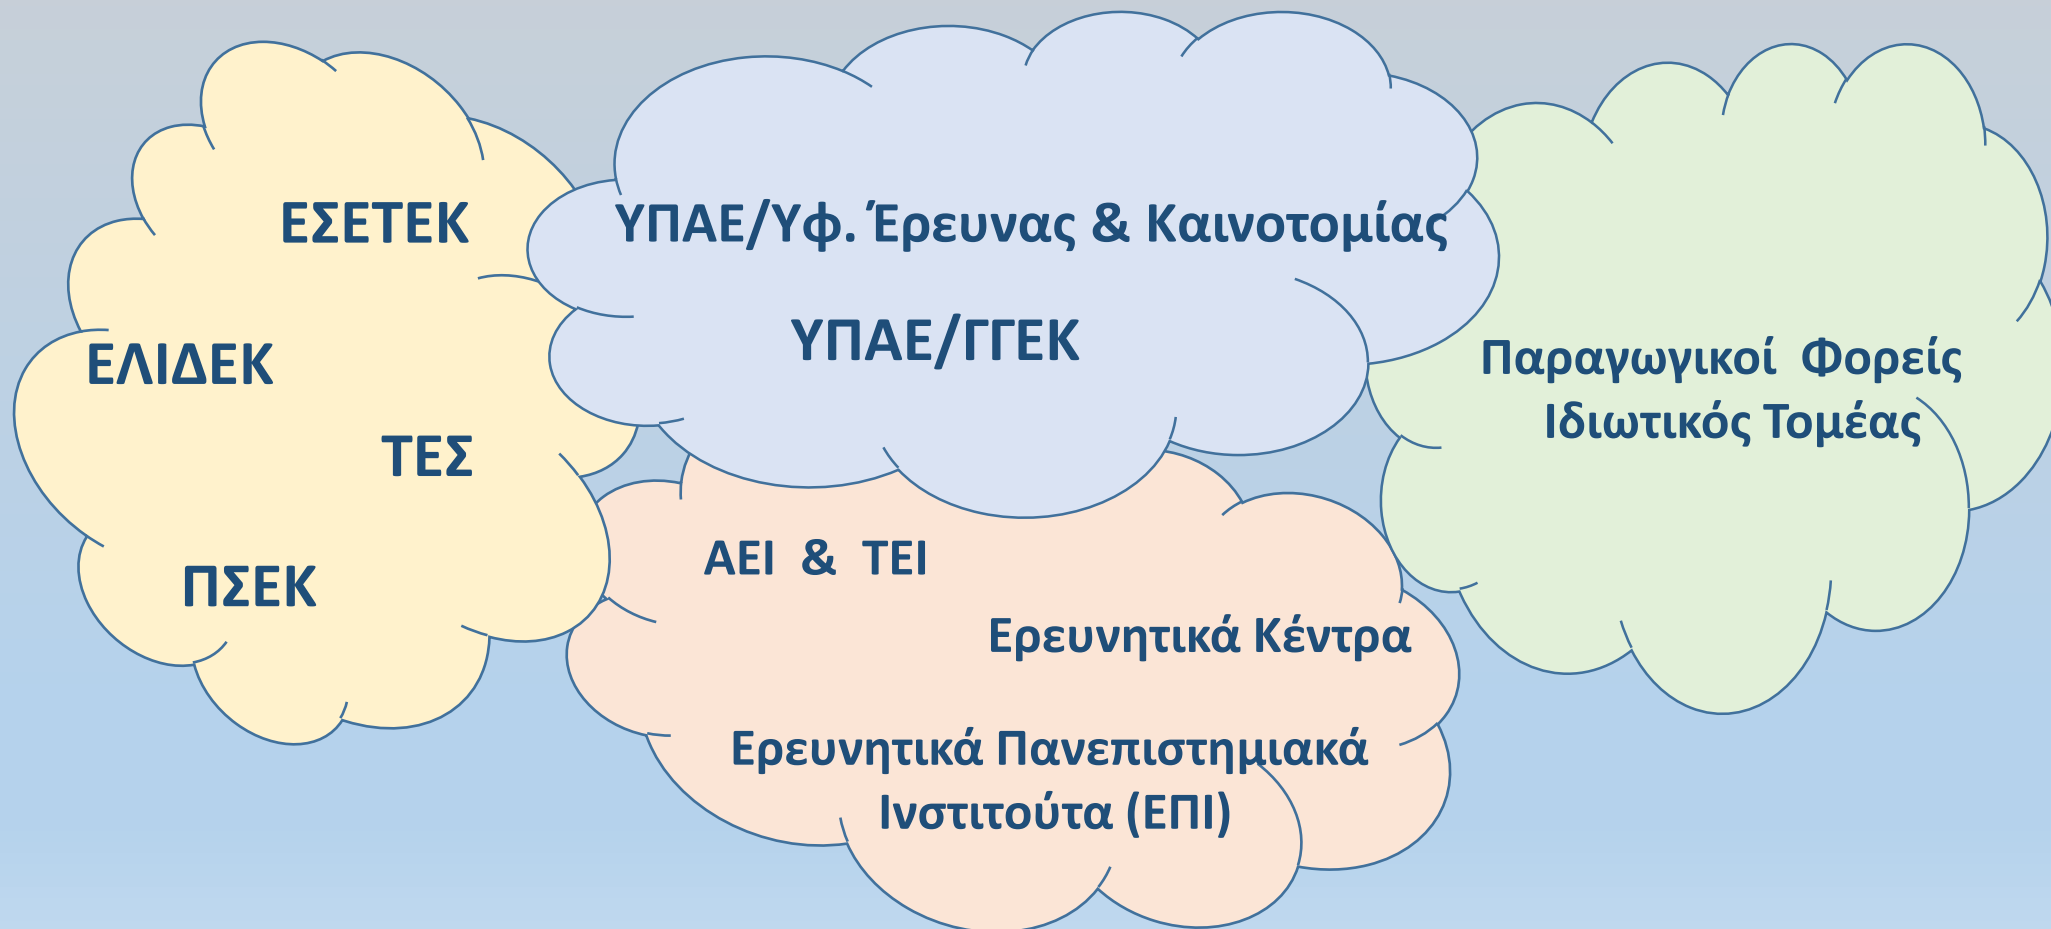 ΕΣΕΤΕΚ
ΕΛΙΔΕΚ
ΤΕΣ
ΠΣΕΚ
ΥΠΑΕ/Υφ. Έρευνας & Καινοτομίας
ΥΠΑΕ/ΓΓΕΚ
ΑΕΙ & ΤΕΙ
Ερευνητικά Κέντρα
Ερευνητικά Πανεπιστημιακά
Ινστιτούτα (ΕΠΙ)
Παραγωγικοί Φορείς
Ιδιωτικός Τομέας